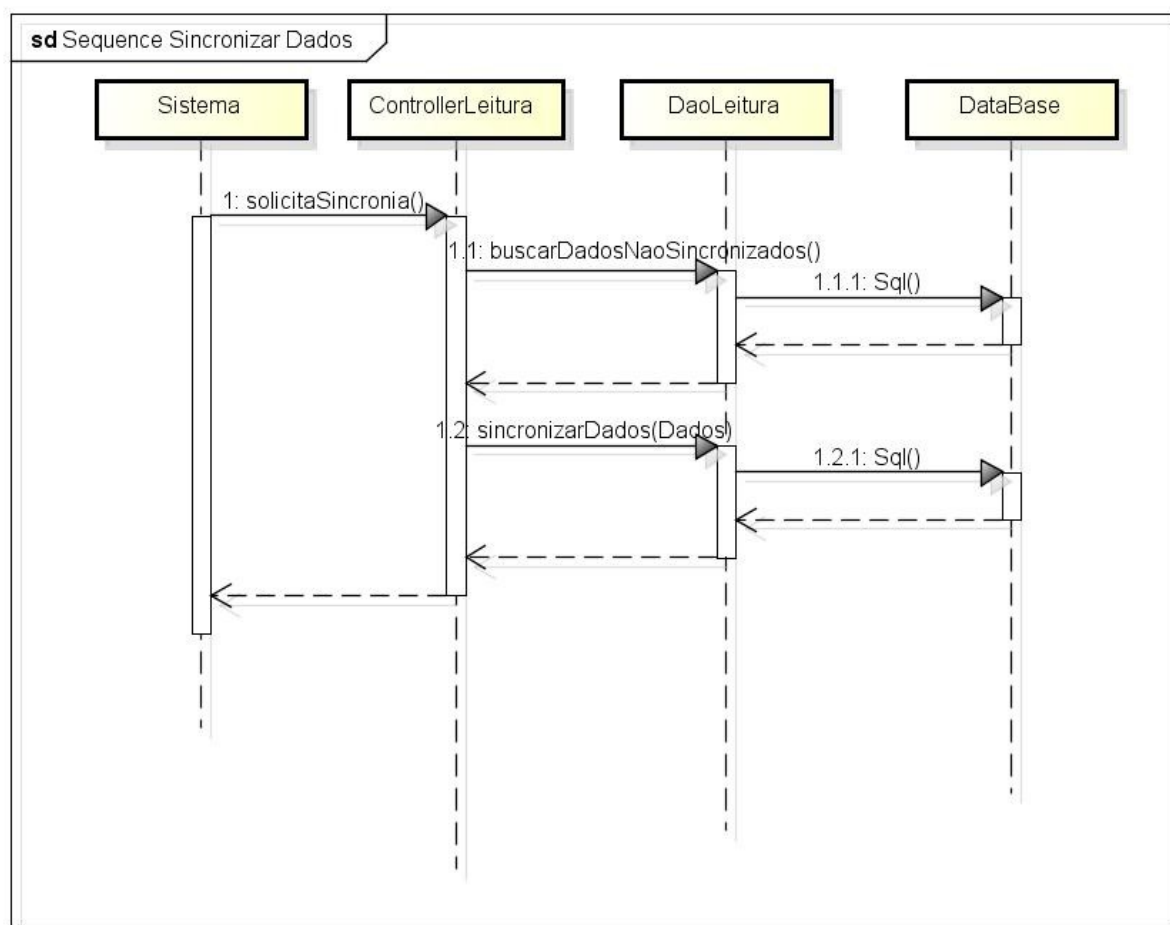 sd Sequence Sincronizar Dados
Sistema
ControllerLeitura
DaoLeitura
DataBase
1: solicitaSincronia()
1.1: buscarDadosNaoSincronizados()
1.1.1: Sql()
1.2: sincronizarDados(Dados)
1.2.1: Sql()